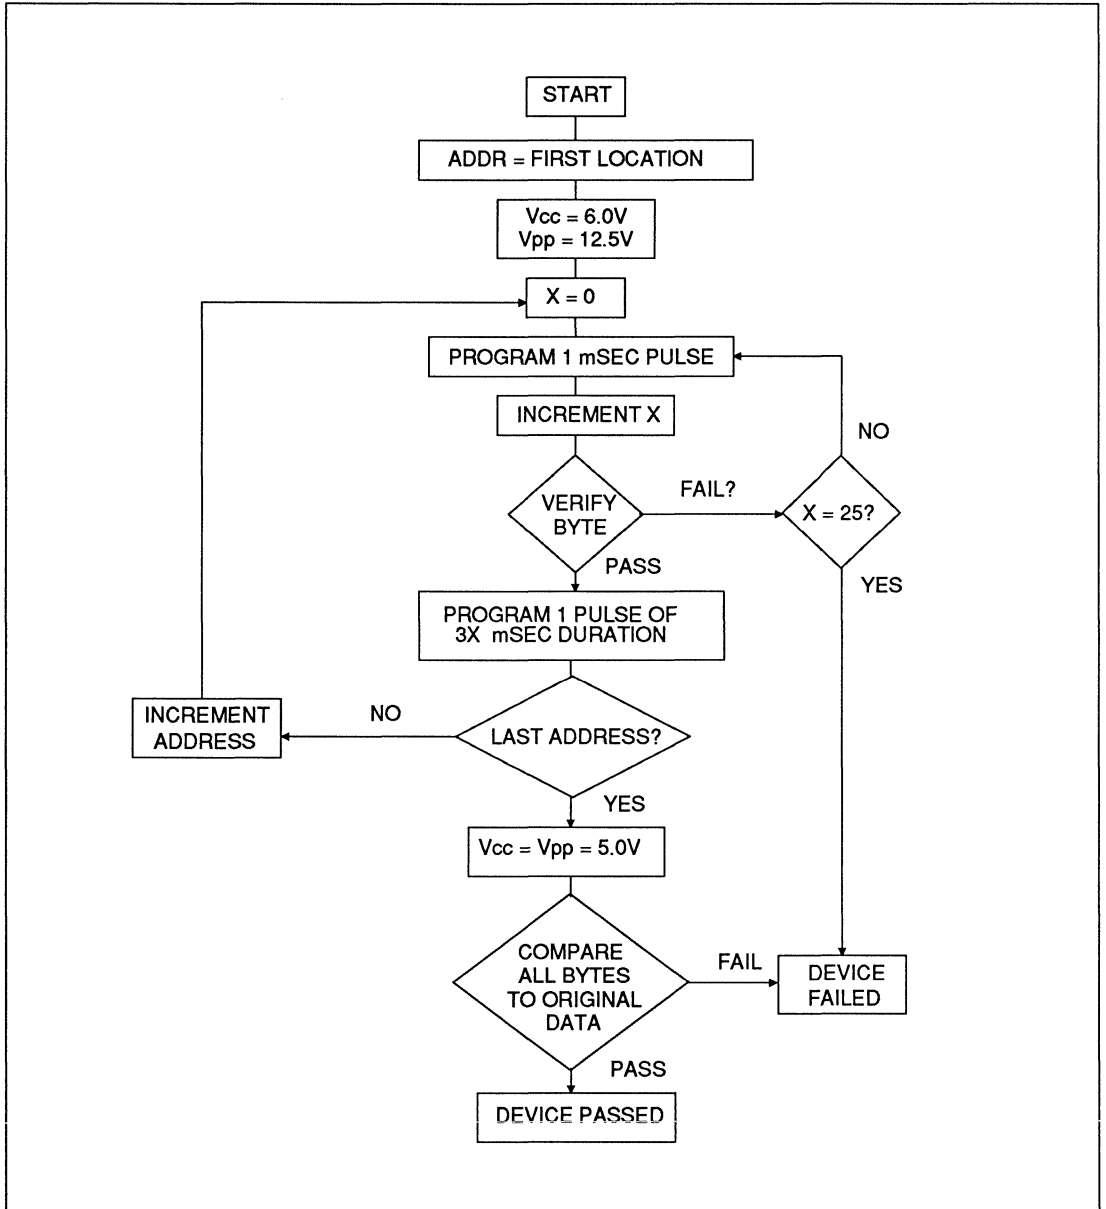 START
ADDR = FIRST LOCATION
Vcc = 6.0V
Vpp = 12.5V
X = 0
PROGRAM 1 mSEC PULSE
INCREMENT X
NO
VERIFY
BYTE
FAIL?
X = 25?
PASS
YES
PROGRAM 1 PULSE OF
3X mSEC DURATION
INCREMENT
ADDRESS
NO
LAST ADDRESS?
YES
Vcc = Vpp = 5.0V
COMPARE
ALL BYTES
TO ORIGINAL
DATA
FAIL
DEVICE
FAILED
PASS
DEVICE PASSED